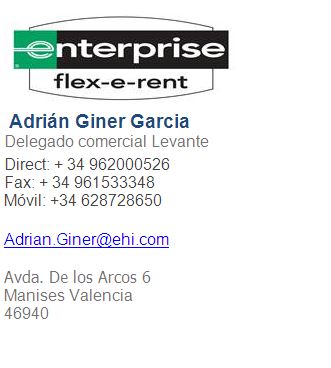 enterprise
flex-e-rent
Adrián Giner Garcia
Delegado comercial Levante
Direct: + 34 962000526
Fax: + 34 961533348
Móvil: +34 628728650
Adrian.Giner@ehi.com
Avda. De los Arcos 6
Manises Valencia
46940